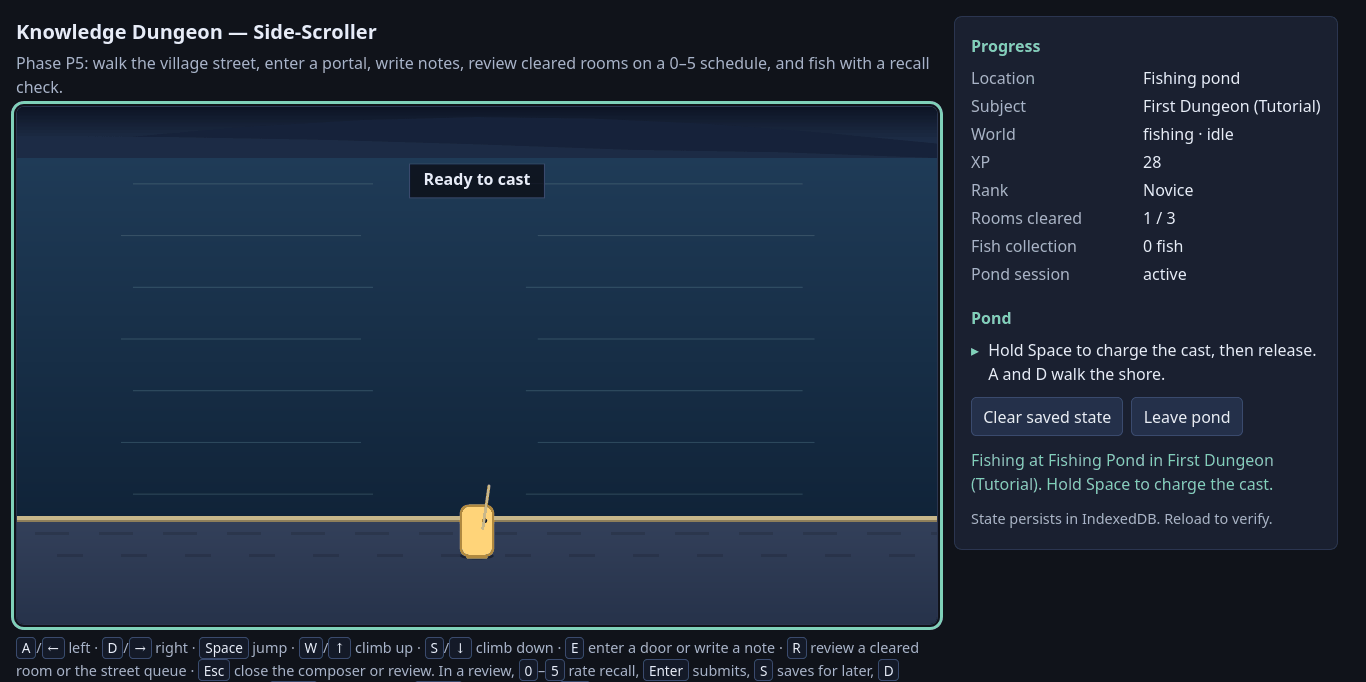 Knowledge Dungeon — Side-Scroller
Phase P5: walk the village street, enter a portal, write notes, review cleared rooms on a 0–5 schedule, and fish with a recall
check.
Ready to cast
A/← left · D/→ right · Space jump · W/↑ climb up · S/↓ climb down · E enter a door or write a note · R review a cleared
room or the street queue · Esc close the composer or review. In a review, 0–5 rate recall, Enter submits, S saves for later, D
Progress
Location Fishing pond
Subject First Dungeon (Tutorial)
World fishing · idle
XP 28
Rank Novice
Rooms cleared 1 / 3
Fish collection 0 fish
Pond session active
Pond
▸ Hold Space to charge the cast, then release.
A and D walk the shore.
Clear saved state Leave pond
Fishing at Fishing Pond in First Dungeon
(Tutorial). Hold Space to charge the cast.
State persists in IndexedDB. Reload to verify.